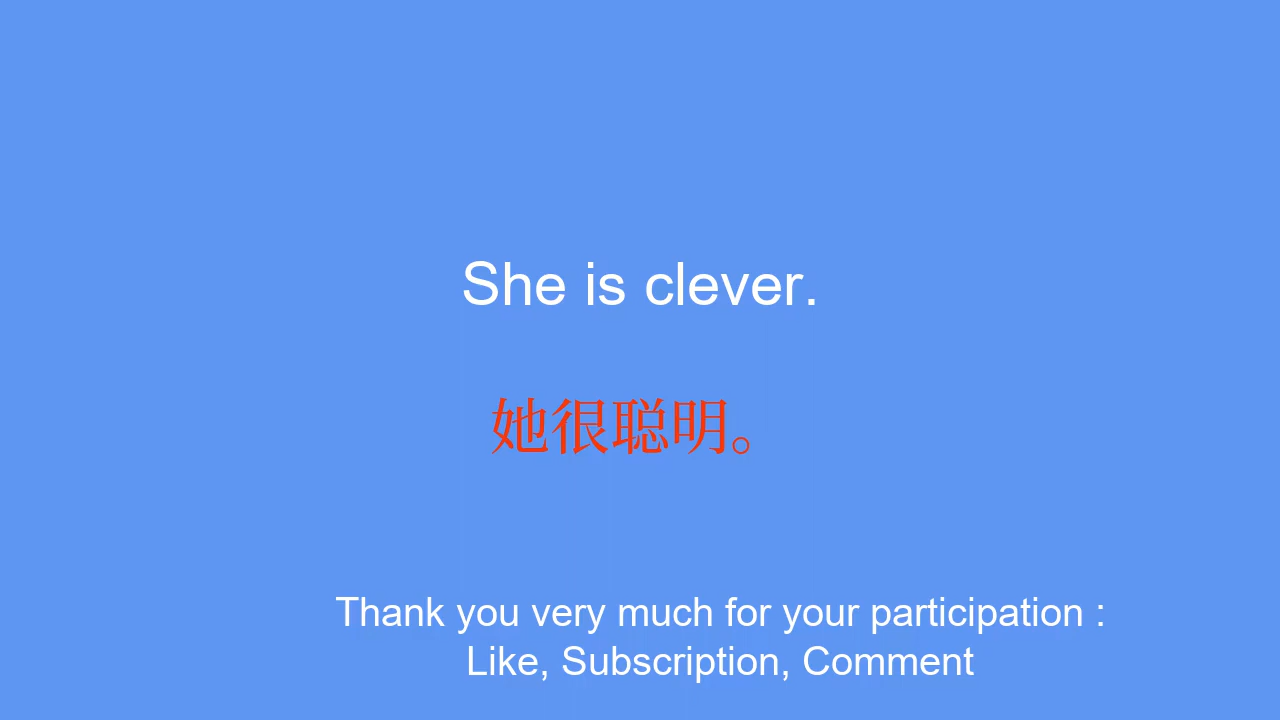 She is clever.
她很聪明。
Thank you very much for your participation :
Like, Subscription, Comment